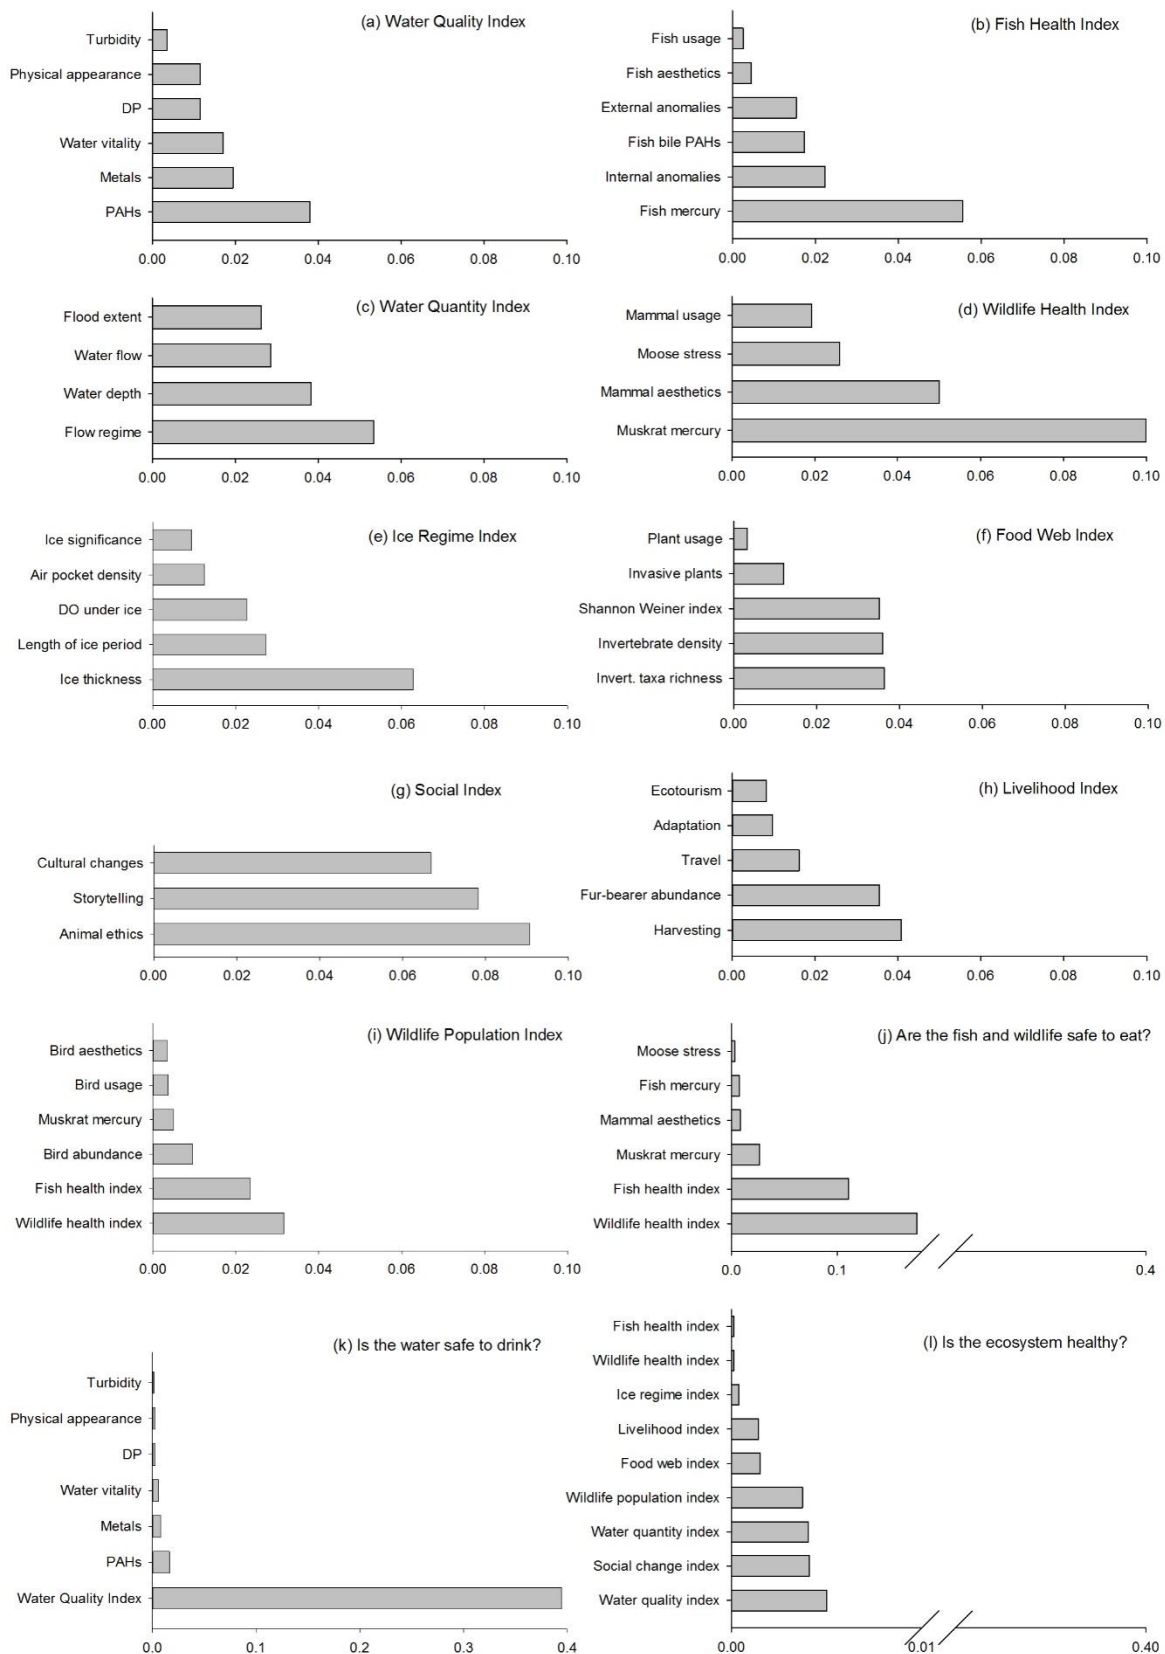 (a) Water Quality Index
Turbidity
Physical appearance
DP
Water vitality
Metals
PAHs
0.00 0.02 0.04 0.06 0.08 0.10
(b) Fish Health Index
Fish usage
Fish aesthetics
External anomalies
Fish bile PAHs
Internal anomalies
Fish mercury
0.00 0.02 0.04 0.06 0.08 0.10
(c) Water Quantity Index
Flood extent
Water flow
Water depth
Flow regime
0.00 0.02 0.04 0.06 0.08 0.10
(d) Wildlife Health Index
Mammal usage
Moose stress
Mammal aesthetics
Muskrat mercury
0.00 0.02 0.04 0.06 0.08 0.10
(e) Ice Regime Index
Ice significance
Air pocket density
DO under ice
Length of ice period
Ice thickness
0.00 0.02 0.04 0.06 0.08 0.10
(f) Food Web Index
Plant usage
Invasive plants
Shannon Weiner index
Invertebrate density
Invert. taxa richness
0.00 0.02 0.04 0.06 0.08 0.10
(g) Social Index
Cultural changes
Storytelling
Animal ethics
0.00 0.02 0.04 0.06 0.08 0.10
(h) Livelihood Index
Ecotourism
Adaptation
Travel
Fur-bearer abundance
Harvesting
0.00 0.02 0.04 0.06 0.08 0.10
(i) Wildlife Population Index
Bird aesthetics
Bird usage
Muskrat mercury
Bird abundance
Fish health index
Wildlife health index
0.00 0.02 0.04 0.06 0.08 0.10
(j) Are the fish and wildlife safe to eat?
Moose stress
Fish mercury
Mammal aesthetics
Muskrat mercury
Fish health index
Wildlife health index
0.0 0.1 0.4
(k) Is the water safe to drink?
Turbidity
Physical appearance
DP
Water vitality
Metals
PAHs
Water Quality Index
0.0 0.1 0.2 0.3 0.4
(l) Is the ecosystem healthy?
Fish health index
Wildlife health index
Ice regime index
Livelihood index
Food web index
Wildlife population index
Water quantity index
Social change index
Water quality index
0.00 0.01 0.40